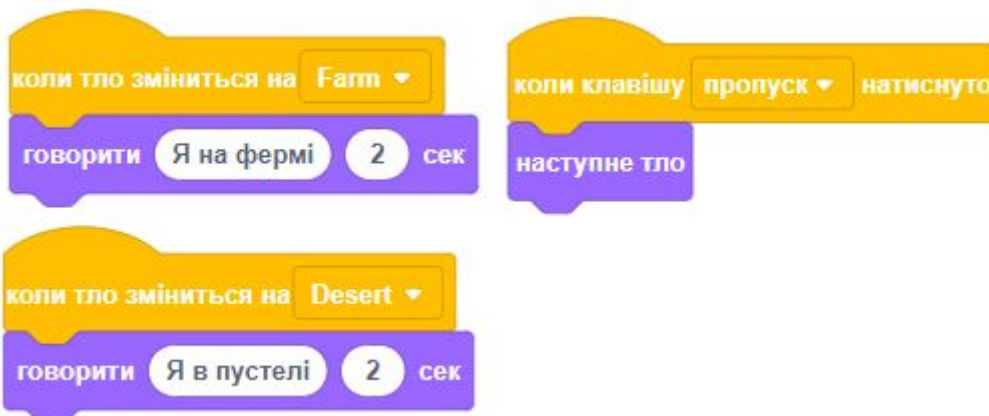 коли тло зміниться на Farm
говорити Я на фермі 2 сек
коли клавішу пропуск натиснуто
наступне тло
коли тло зміниться на Desert
говорити Я в пустелі 2 сек